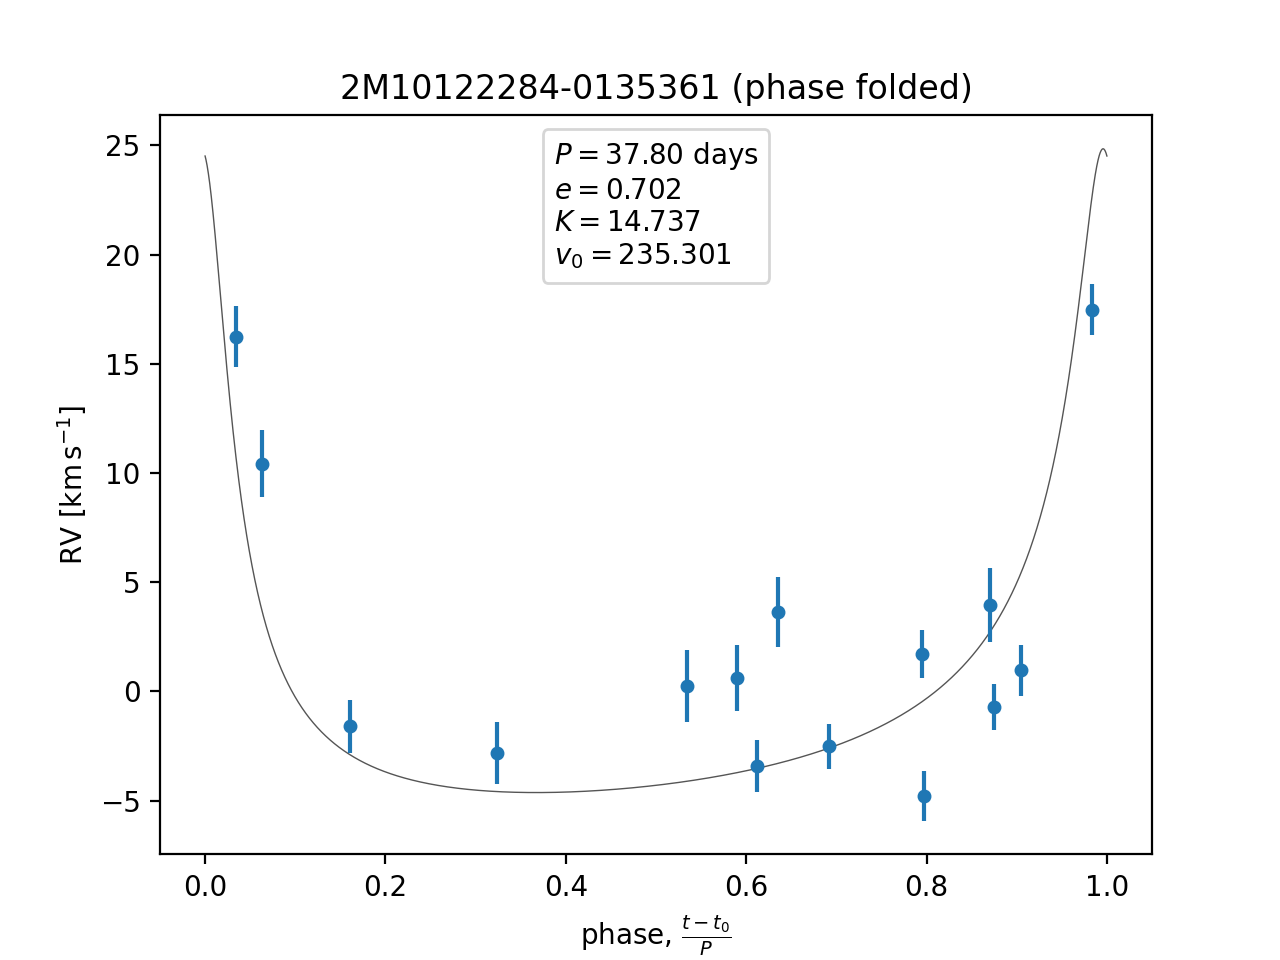 2M10122284-0135361 (phase folded)
P = 37.80 days
e = 0.702
K = 14.737
v₀ = 235.301
RV [km s⁻¹]
25
20
15
10
5
0
−5
0.0 0.2 0.4 0.6 0.8 1.0
phase, (t − t₀)/P